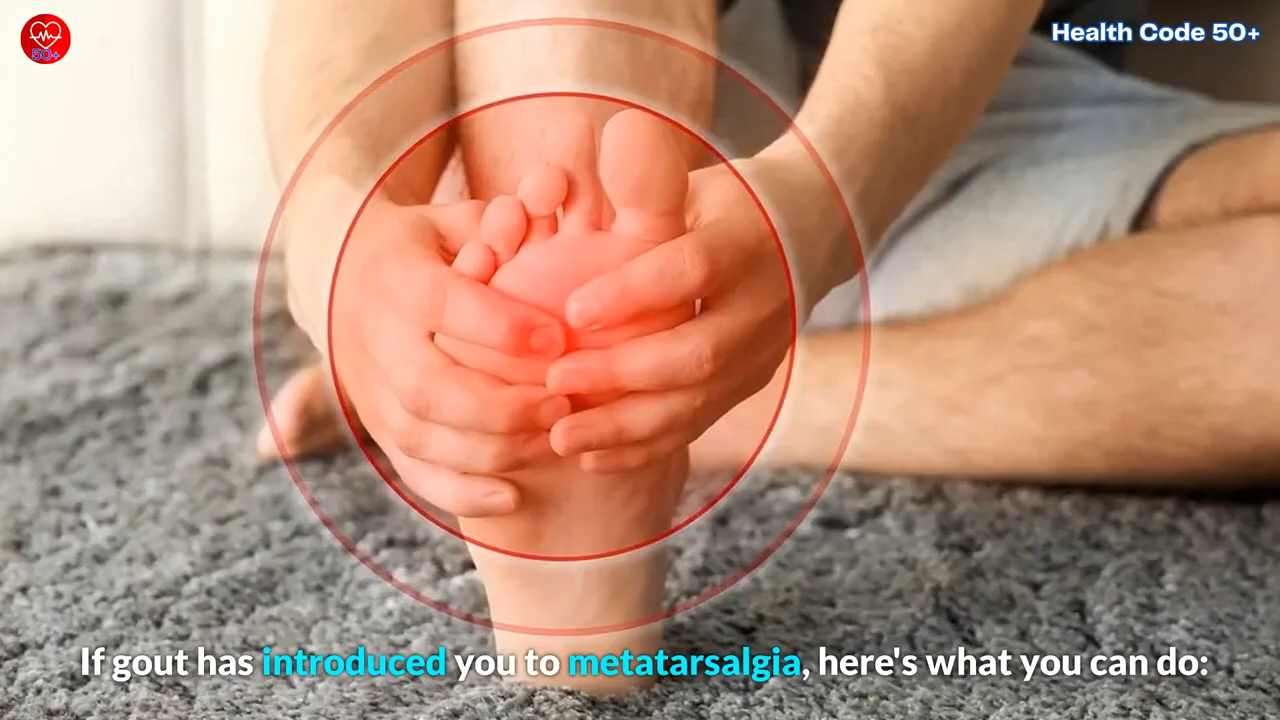 50+
Health Code 50+
If gout has introduced you to metatarsalgia, here's what you can do: